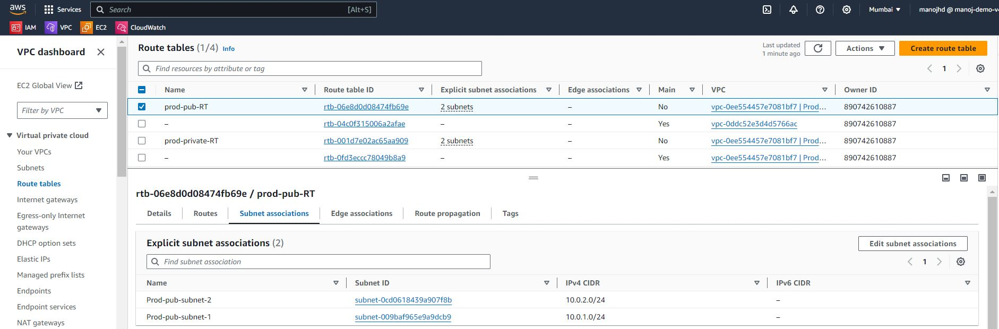 aws
Services
Search [Alt+S]
Mumbai
manojhd @ manoj-demo-v
IAM VPC EC2 CloudWatch
VPC dashboard
EC2 Global View
Filter by VPC
Virtual private cloud
Your VPCs
Subnets
Route tables
Internet gateways
Egress-only Internet
gateways
DHCP option sets
Elastic IPs
Managed prefix lists
Endpoints
Endpoint services
NAT gateways
Route tables (1/4) Info
Last updated
1 minute ago
Actions
Create route table
Find resources by attribute or tag
1
Name Route table ID Explicit subnet associations Edge associations Main VPC Owner ID
prod-pub-RT rtb-06e8d0d08474fb69e 2 subnets – No vpc-0ee554457e7081bf7 | Prod… 890742610887
– rtb-04c0f315006a2afae – – Yes vpc-0ddc52e3d4d5766ac 890742610887
prod-private-RT rtb-001d7e02ac65aa909 2 subnets – No vpc-0ee554457e7081bf7 | Prod… 890742610887
– rtb-0fd3eccc78049b8a9 – – Yes vpc-0ee554457e7081bf7 | Prod… 890742610887
rtb-06e8d0d08474fb69e / prod-pub-RT
Details Routes Subnet associations Edge associations Route propagation Tags
Explicit subnet associations (2)
Edit subnet associations
Find subnet association
1
Name Subnet ID IPv4 CIDR IPv6 CIDR
Prod-pub-subnet-2 subnet-0cd0618439a907f8b 10.0.2.0/24 –
Prod-pub-subnet-1 subnet-009baf965e9a9dcb9 10.0.1.0/24 –